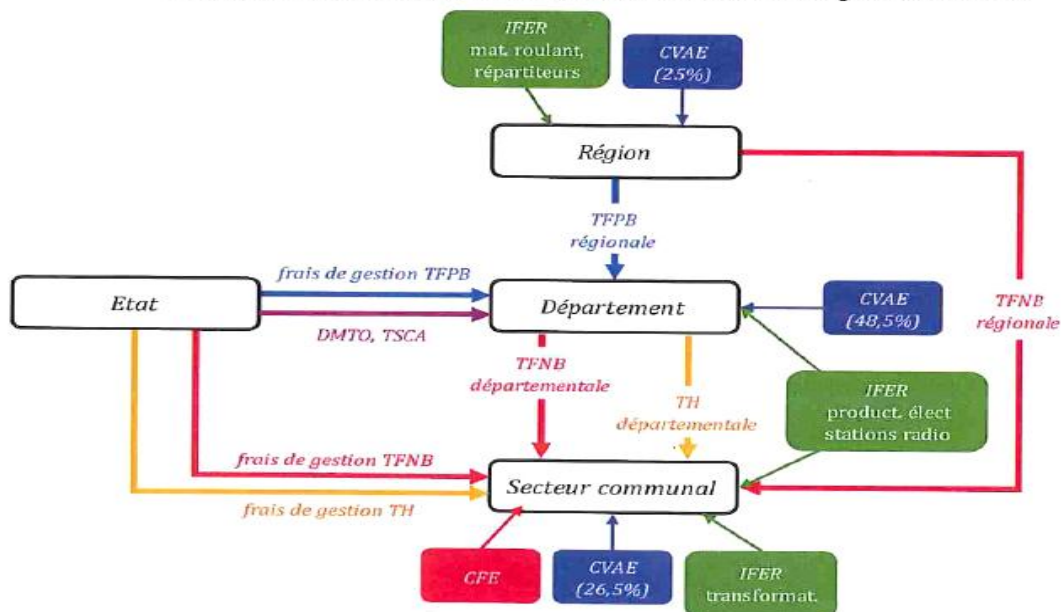 IFER
mat. roulant,
répartiteurs
CVAE
(25%)
Région
TFPB
régionale
frais de gestion TFPB
Etat
Département
CVAE
(48,5%)
TFNB
régionale
DMTO, TSCA
TFNB
départementale
TH
départementale
IFER
product. élect
stations radio
frais de gestion TFNB
Secteur communal
frais de gestion TH
CFE
CVAE
(26,5%)
IFER
transformat.